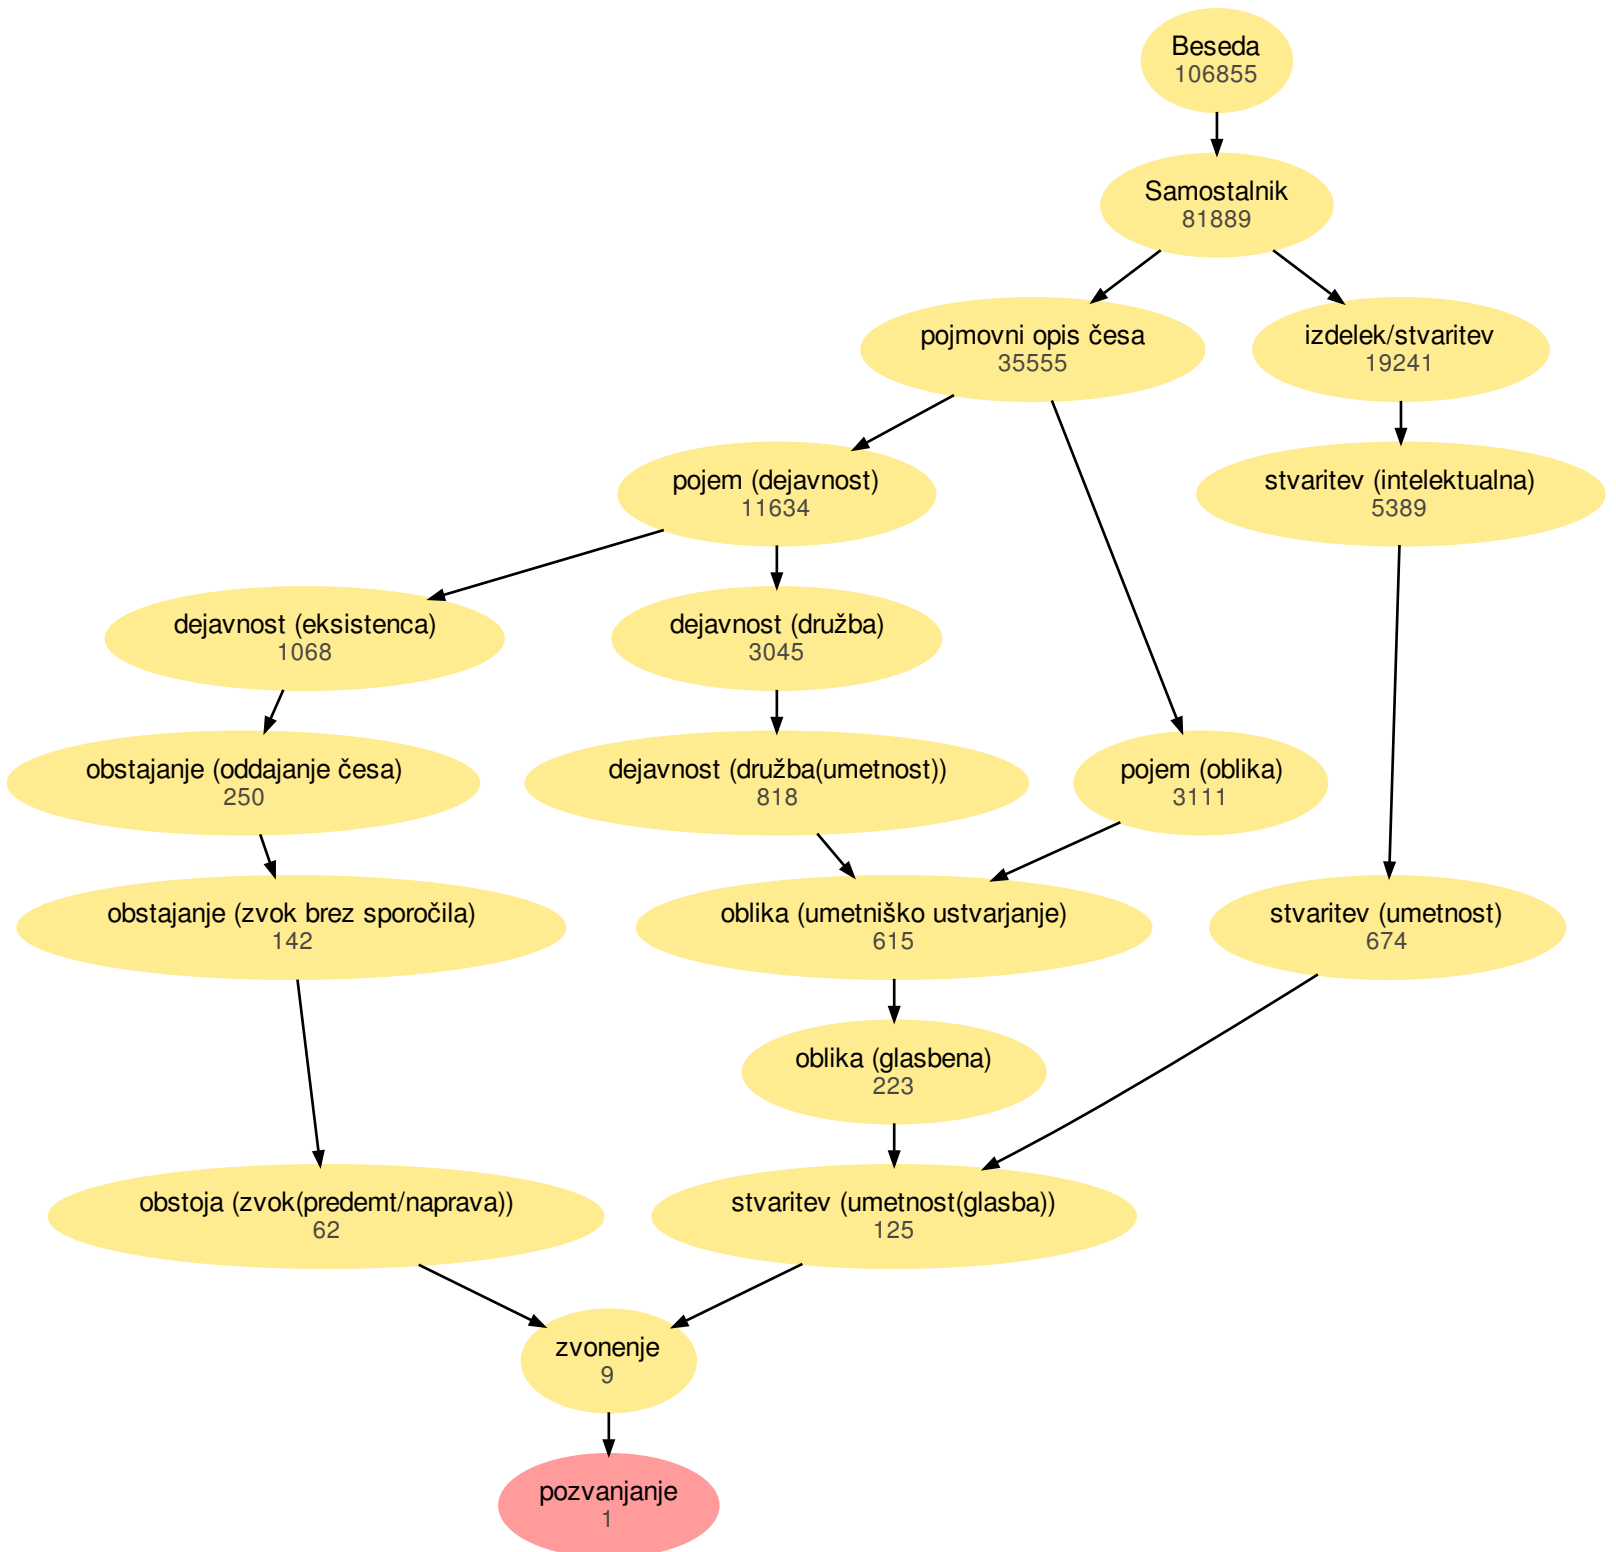 Beseda
106855
Samostalnik
81889
pojmovni opis česa
35555
izdelek/stvaritev
19241
pojem (dejavnost)
11634
stvaritev (intelektualna)
5389
dejavnost (eksistenca)
1068
dejavnost (družba)
3045
obstajanje (oddajanje česa)
250
dejavnost (družba(umetnost))
818
pojem (oblika)
3111
obstajanje (zvok brez sporočila)
142
oblika (umetniško ustvarjanje)
615
stvaritev (umetnost)
674
oblika (glasbena)
223
obstoja (zvok(predemt/naprava))
62
stvaritev (umetnost(glasba))
125
zvonenje
9
pozvanjanje
1